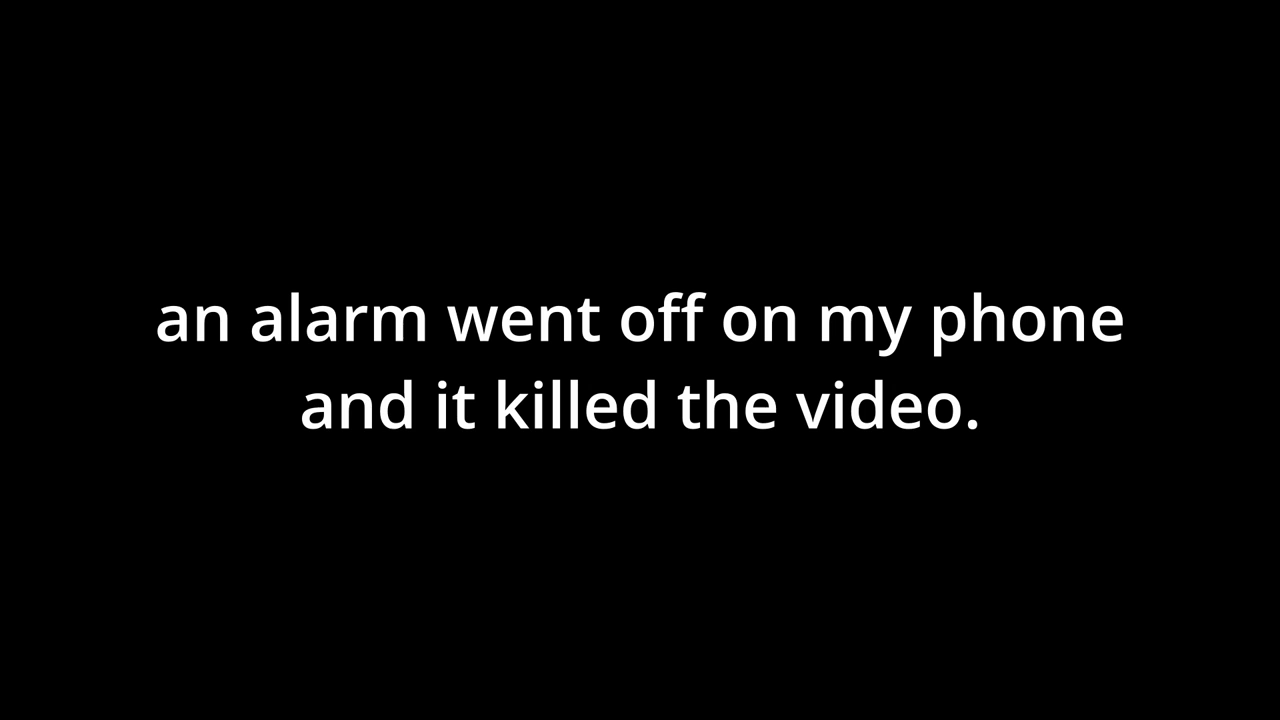 an alarm went off on my phone
and it killed the video.